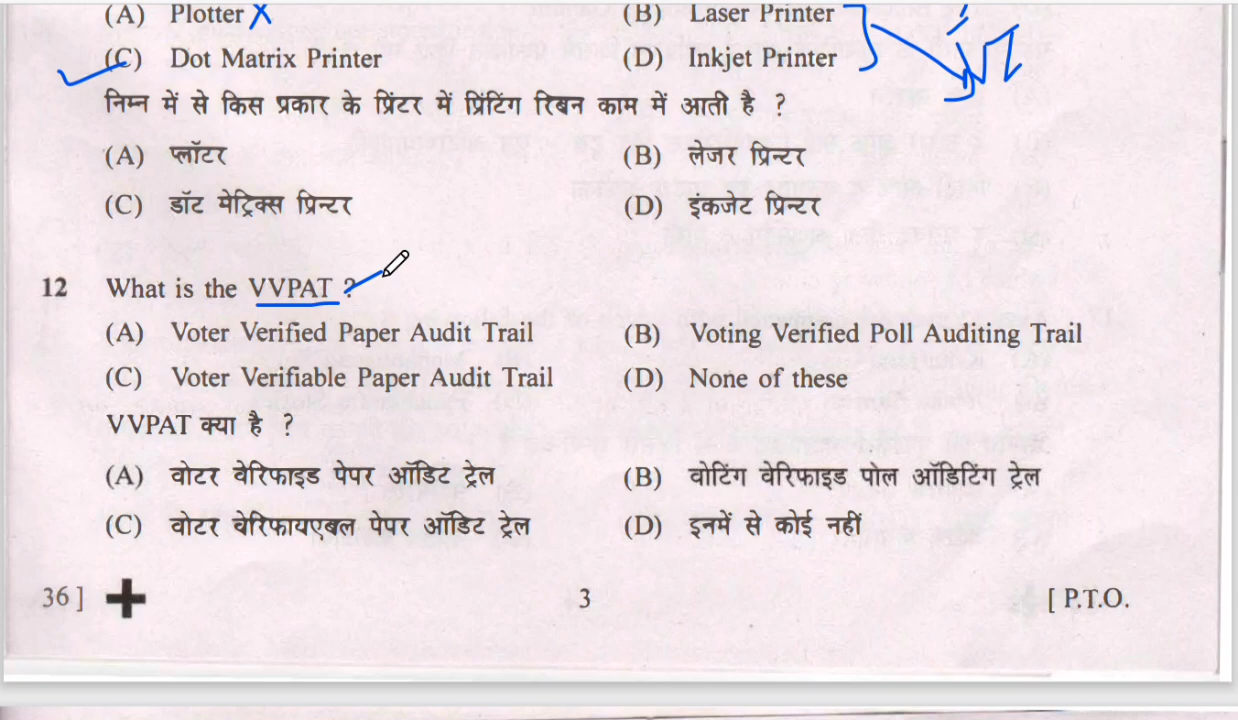 (A) Plotter (B) Laser Printer
(C) Dot Matrix Printer (D) Inkjet Printer
निम्न में से किस प्रकार के प्रिंटर में प्रिटिंग रिबन काम में आती है ?
(A) प्लॉटर (B) लेजर प्रिन्टर
(C) डॉट मेट्रिक्स प्रिन्टर (D) इंकजेट प्रिन्टर
12 What is the VVPAT ?
(A) Voter Verified Paper Audit Trail (B) Voting Verified Poll Auditing Trail
(C) Voter Verifiable Paper Audit Trail (D) None of these
VVPAT क्या है ?
(A) वोटर वेरिफाइड पेपर ऑडिट ट्रेल (B) वोटिंग वेरिफाइड पोल ऑडिटिंग ट्रेल
(C) वोटर वेरिफायएबल पेपर ऑडिट ट्रेल (D) इनमें से कोई नहीं
36 ] 3 [ P.T.O.